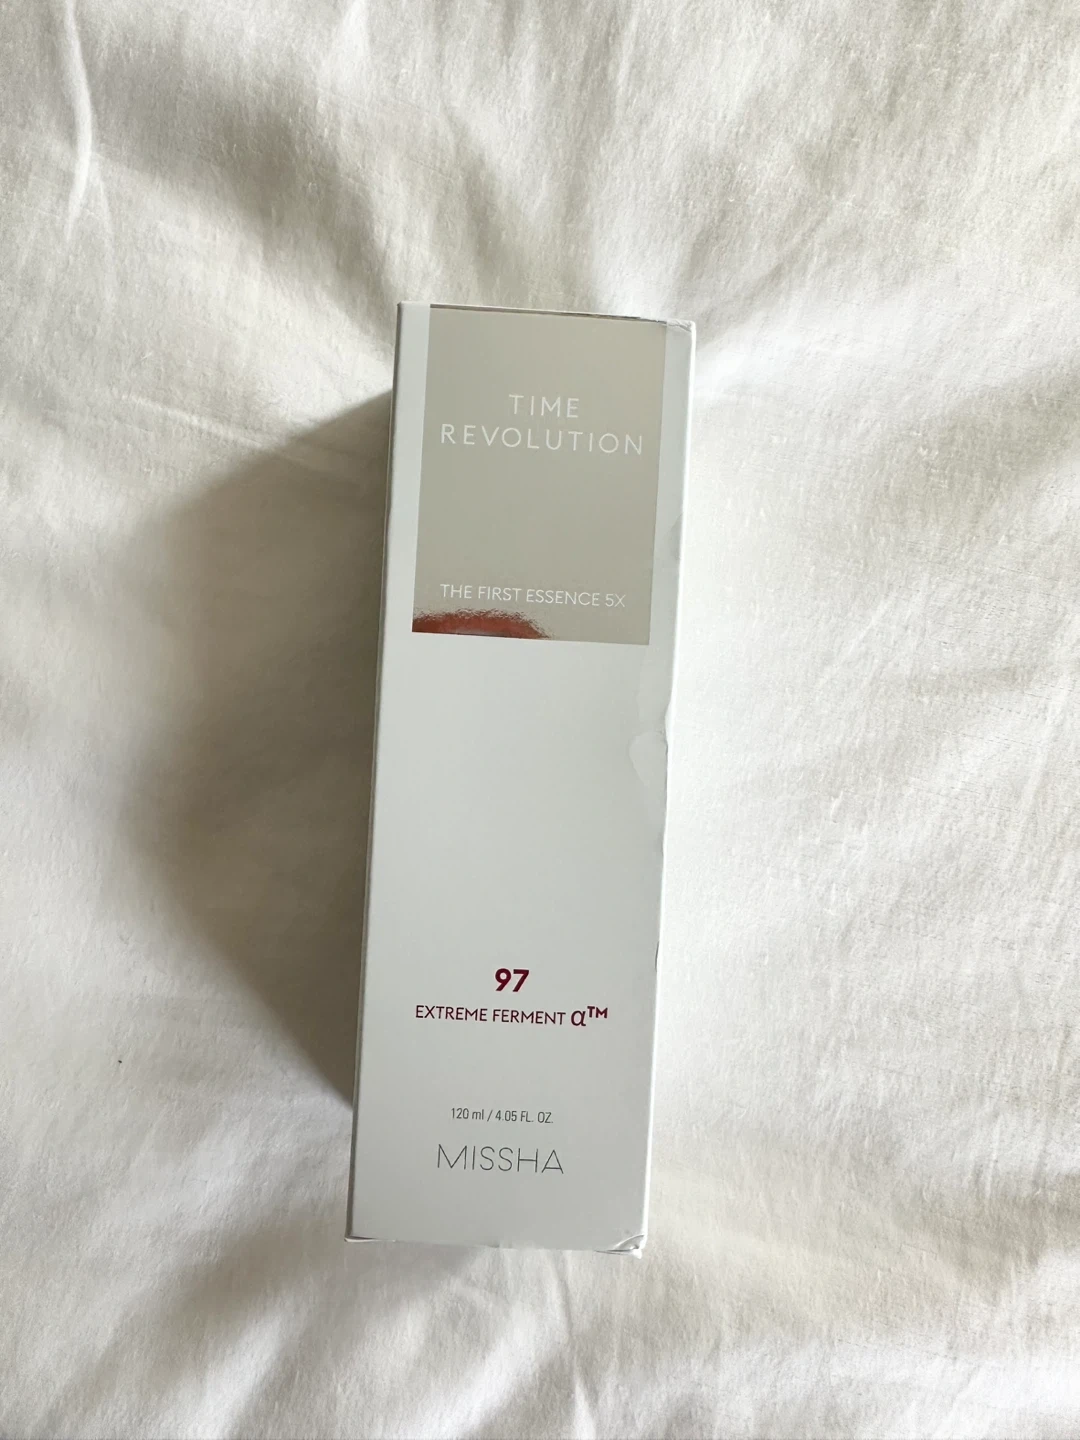 TIME
REVOLUTION
THE FIRST ESSENCE 5X
97
EXTREME FERMENT α™
120 ml / 4.05 FL. OZ.
MISSHA